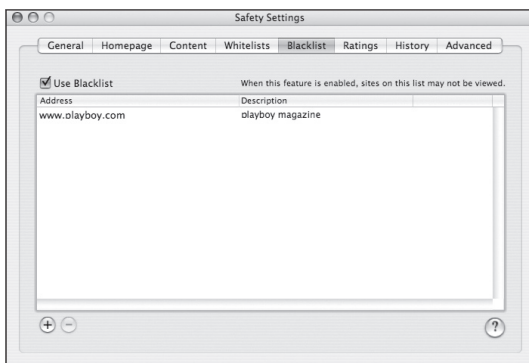 Safety Settings
General Homepage Content Whitelists Blacklist Ratings History Advanced
Use Blacklist When this feature is enabled, sites on this list may not be viewed.
Address Description
www.playboy.com playboy magazine
+ − ?